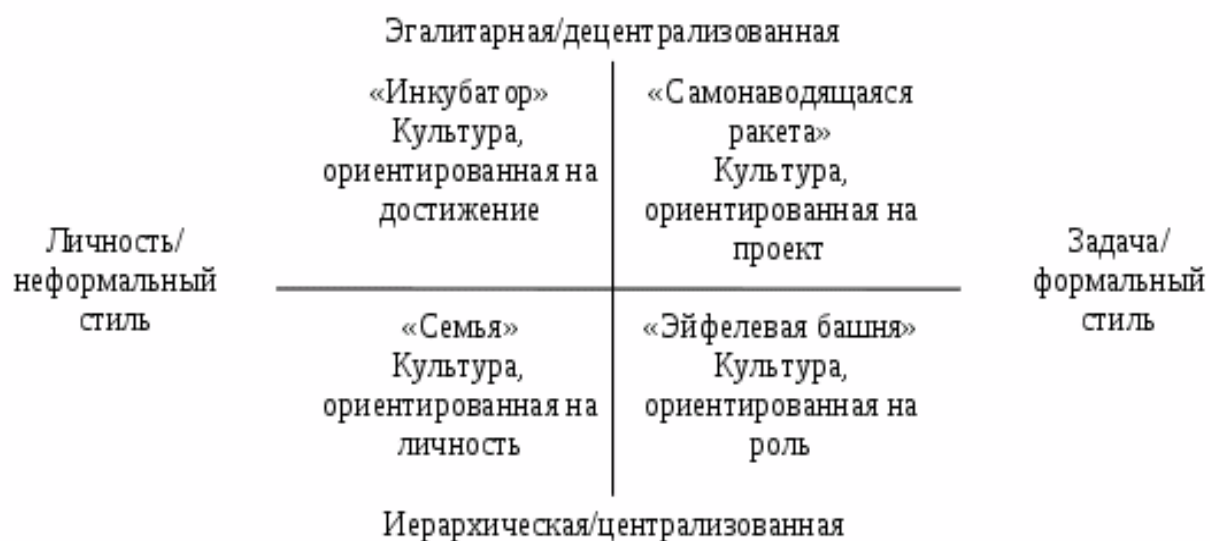 Эгалитарная/децентрализованная
«Инкубатор»
Культура,
ориентированная на
достижение
«Самонаводящаяся
ракета»
Культура,
ориентированная на
проект
Личность/
неформальный
стиль
Задача/
формальный
стиль
«Семья»
Культура,
ориентированная на
личность
«Эйфелевая башня»
Культура,
ориентированная на
роль
Иерархическая/централизованная